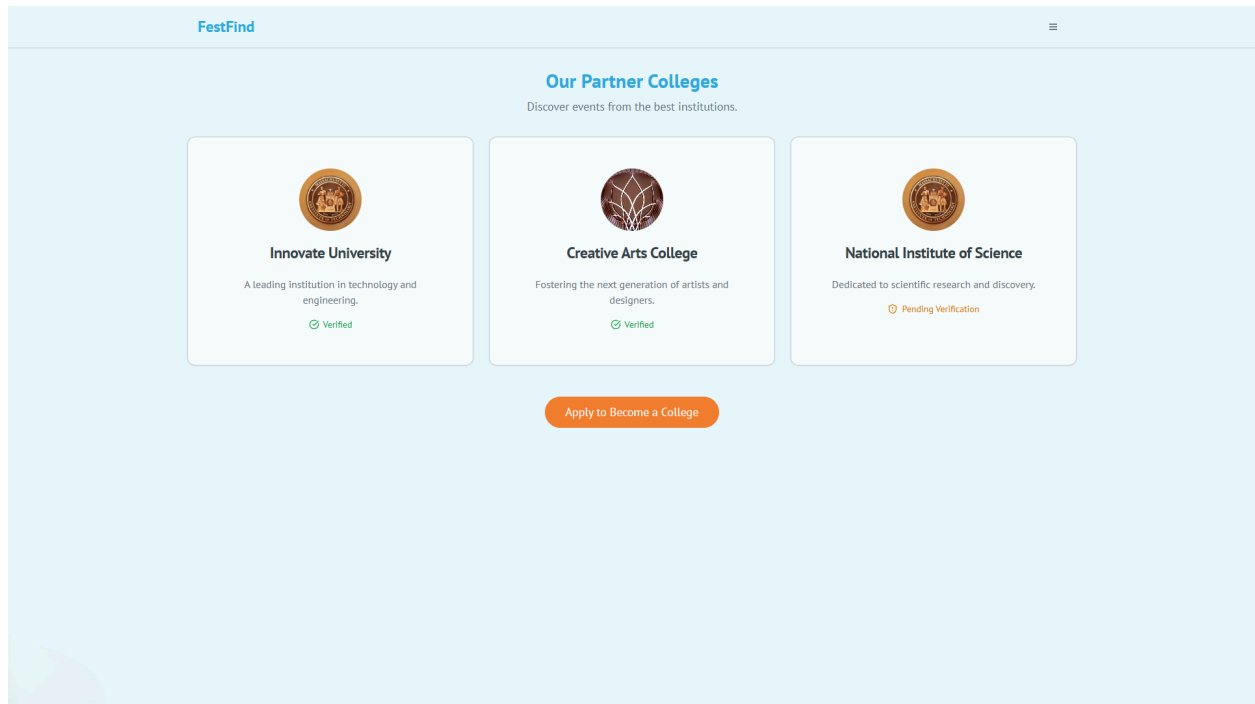 FestFind
Our Partner Colleges
Discover events from the best institutions.
Innovate University
A leading institution in technology and
engineering.
Verified
Creative Arts College
Fostering the next generation of artists and
designers.
Verified
National Institute of Science
Dedicated to scientific research and discovery.
Pending Verification
Apply to Become a College